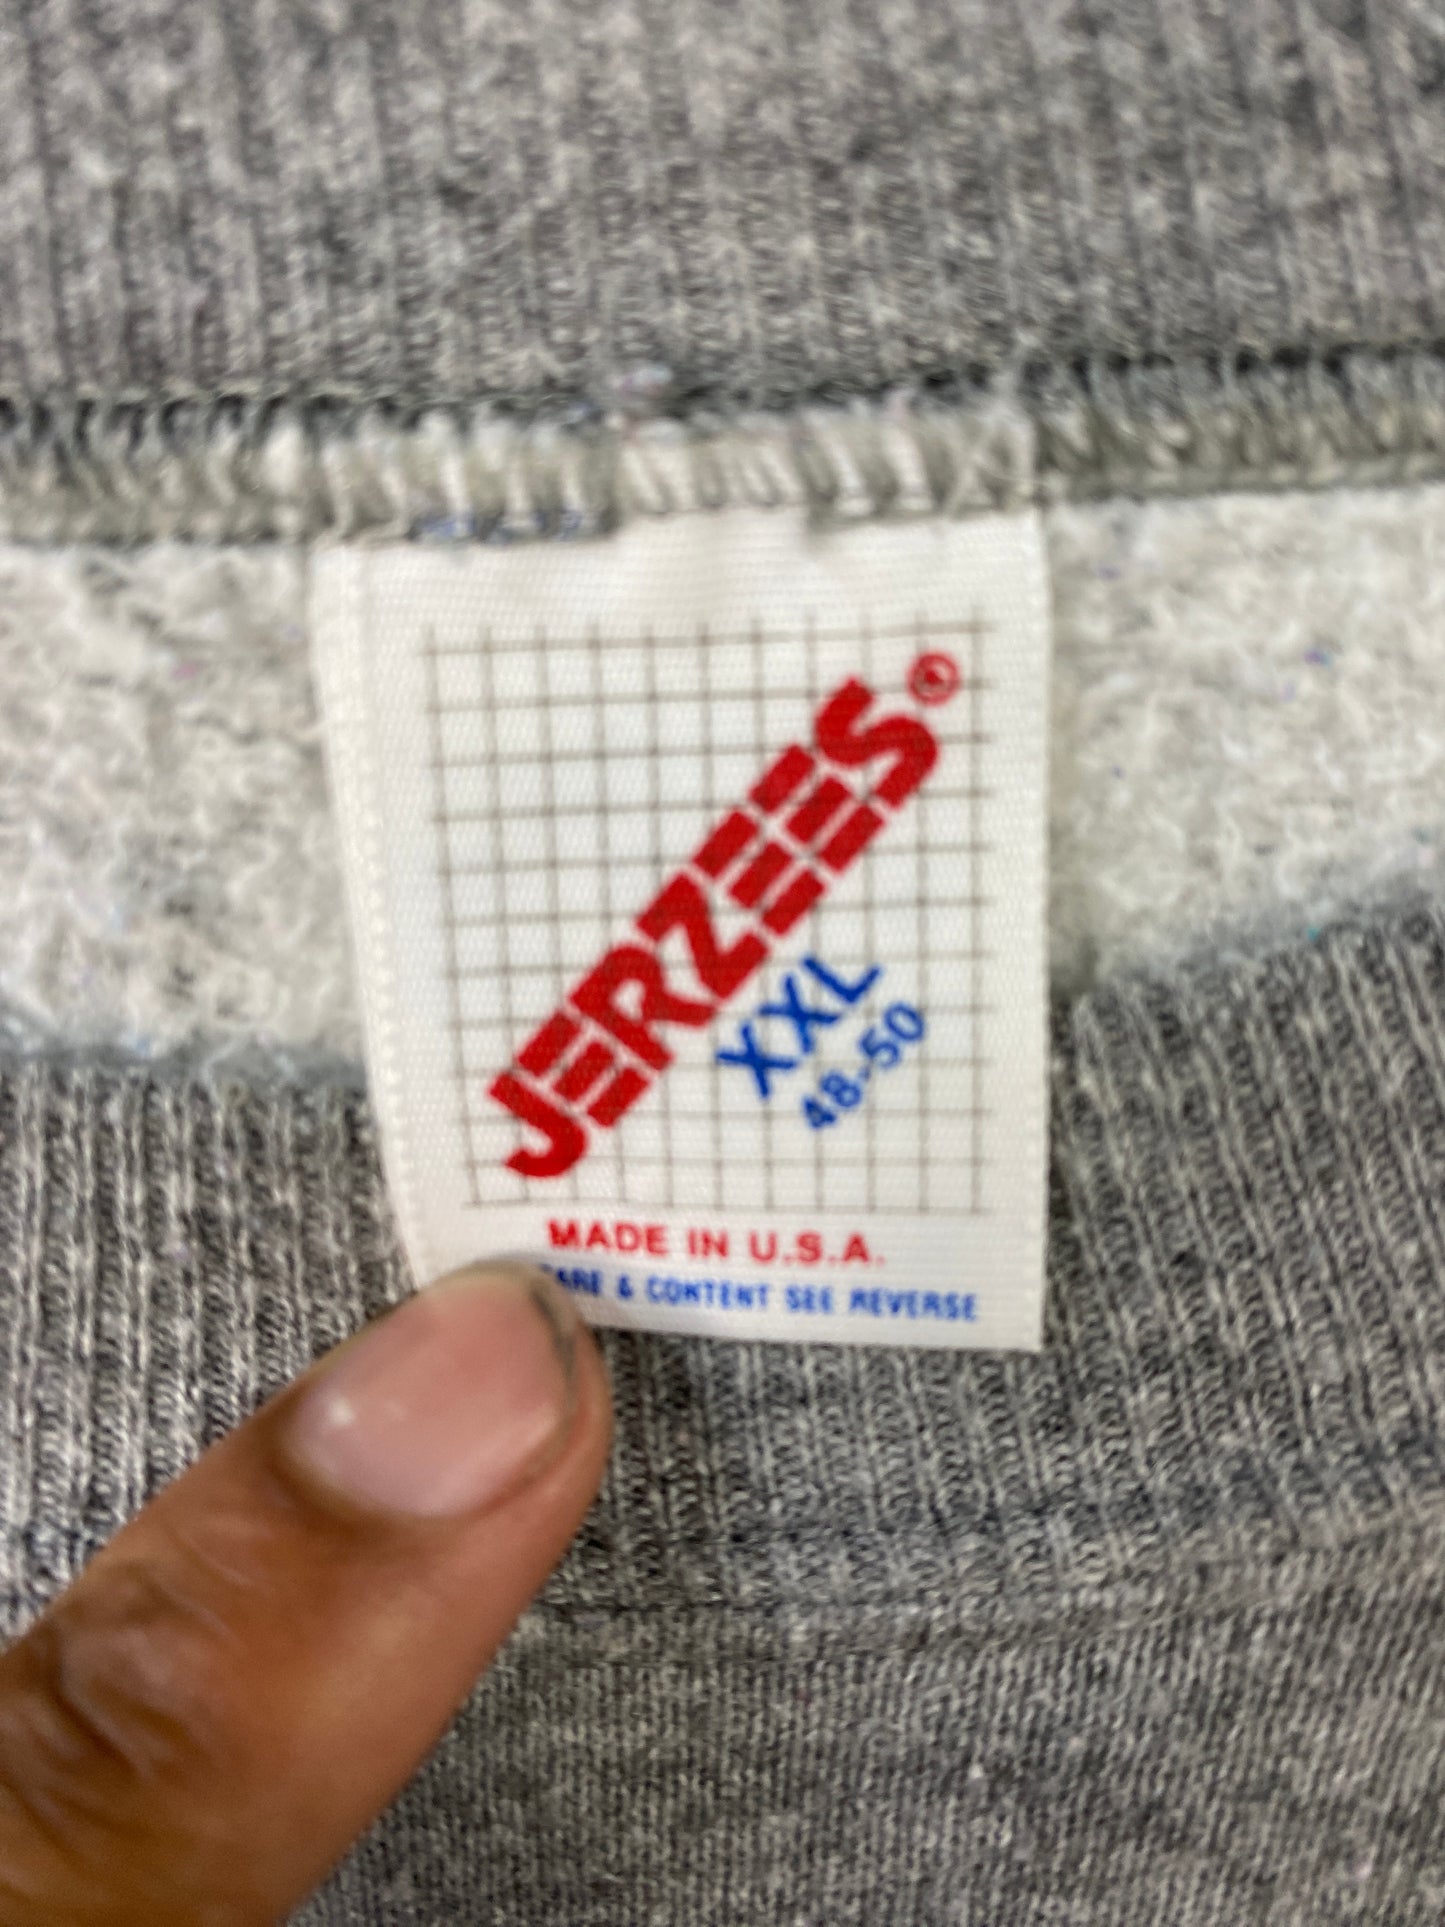 JERZEES®
XXL
48-50
MADE IN U.S.A.
CARE & CONTENT SEE REVERSE